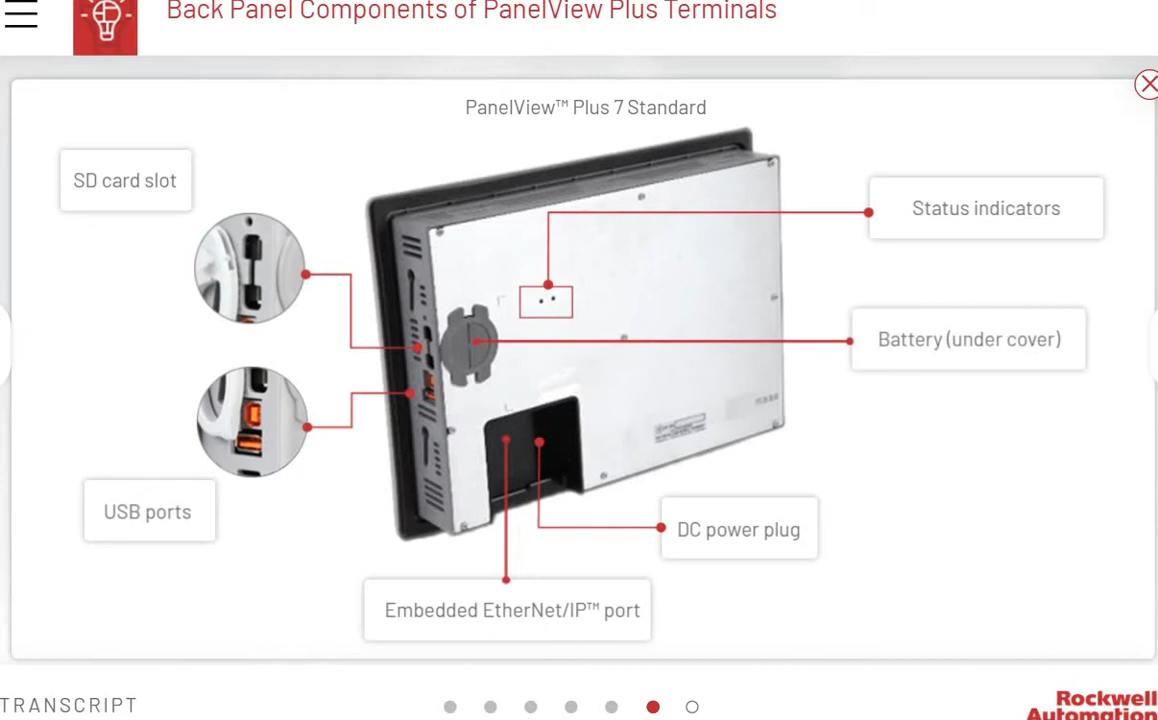 Back Panel Components of PanelView Plus Terminals
PanelView™ Plus 7 Standard
SD card slot
Status indicators
Battery (under cover)
USB ports
DC power plug
Embedded EtherNet/IP™ port
TRANSCRIPT
Rockwell
Automation